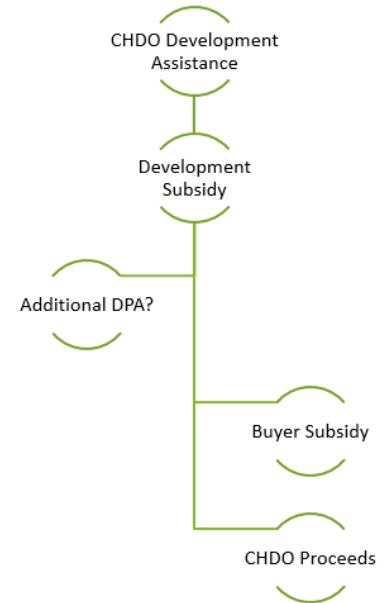 CHDO Development
Assistance
Development
Subsidy
Additional DPA?
Buyer Subsidy
CHDO Proceeds